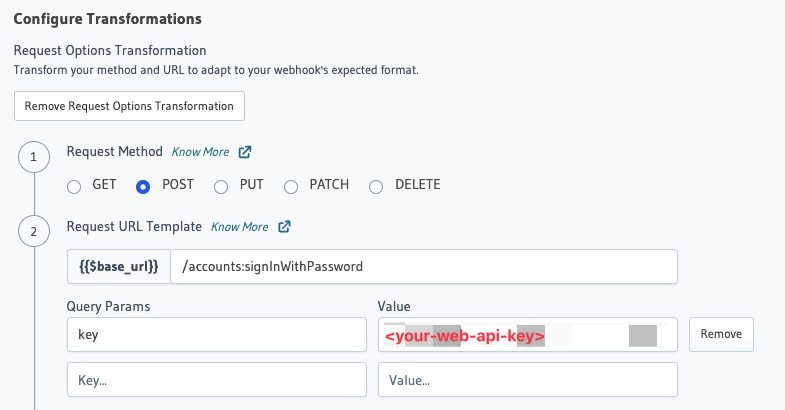 Configure Transformations
Request Options Transformation
Transform your method and URL to adapt to your webhook's expected format.
Remove Request Options Transformation
1 Request Method Know More
GET POST PUT PATCH DELETE
2 Request URL Template Know More
{{$base_url}} /accounts:signInWithPassword
Query Params Value
key <your-web-api-key> Remove
Key... Value...